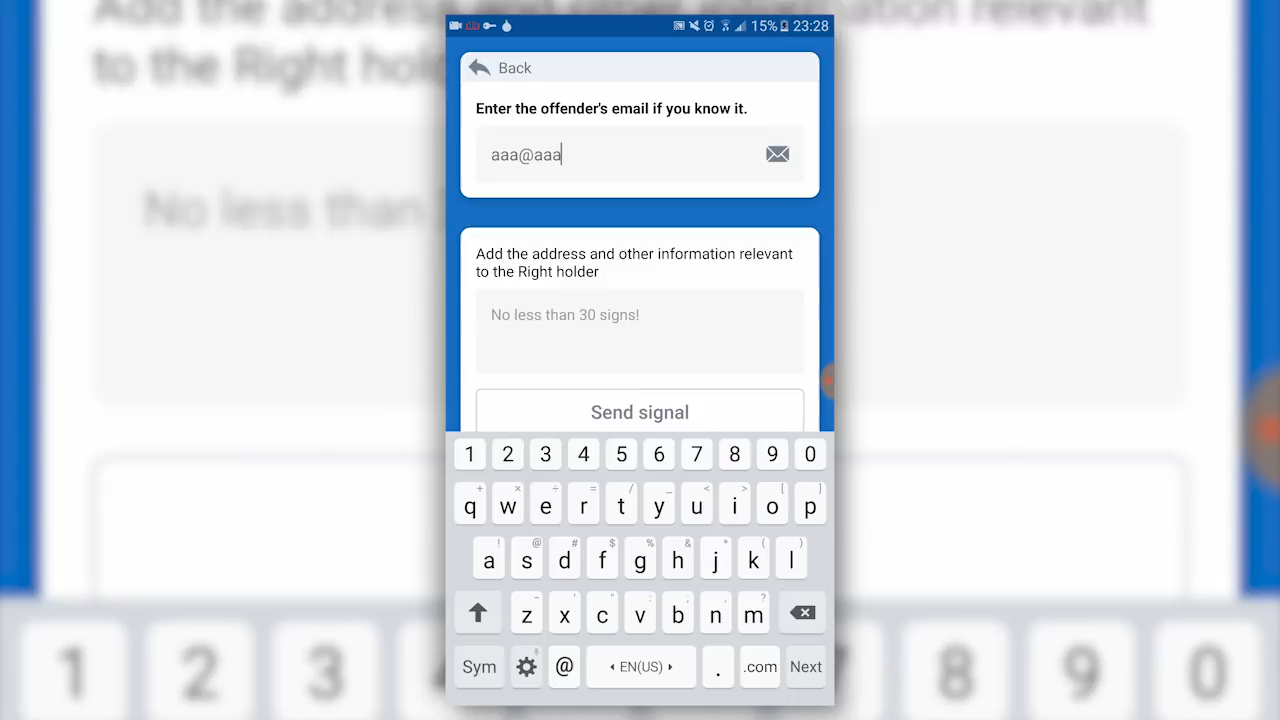 15% 23:28
Back
Enter the offender's email if you know it.
aaa@aaa
Add the address and other information relevant
to the Right holder
No less than 30 signs!
Send signal
1 2 3 4 5 6 7 8 9 0
+ × ÷ = / _ < > [ ]
q w e r t y u i o p
! @ # $ % & * ( )
a s d f g h j k l
- ' " : ; , ?
z x c v b n m
Sym @ EN(US) . .com Next